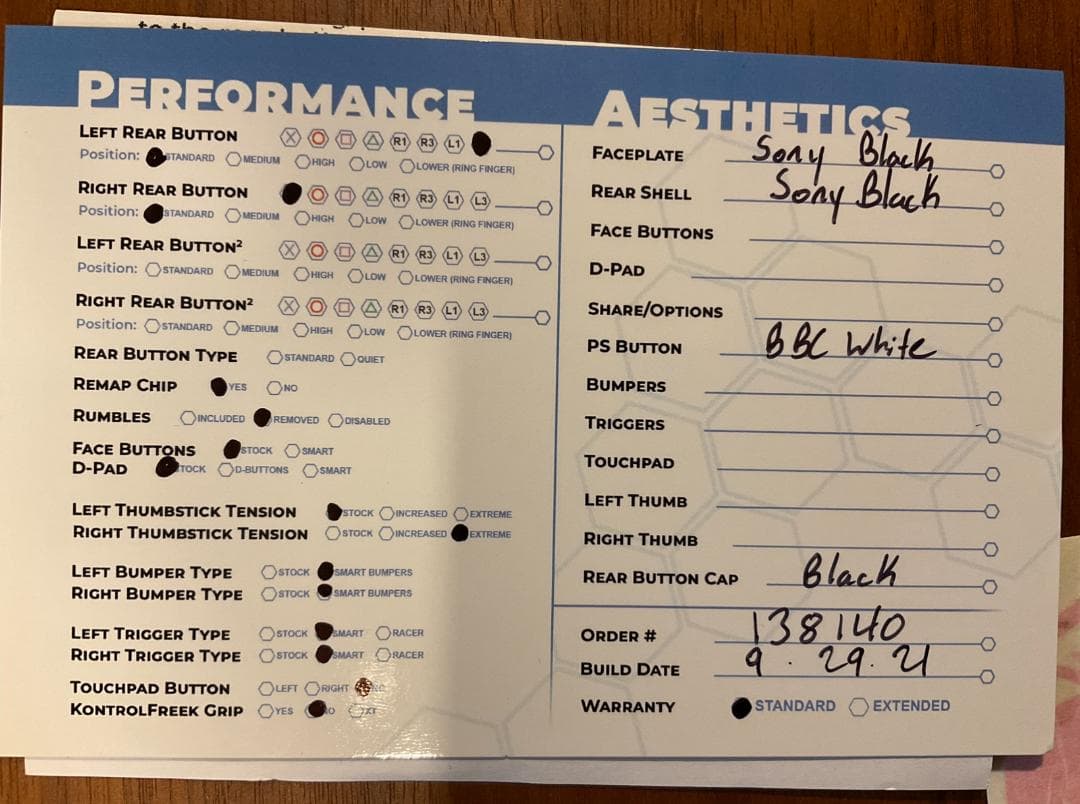 PERFORMANCE
LEFT REAR BUTTON X R1 R3 L1
Position: STANDARD MEDIUM HIGH LOW LOWER (RING FINGER)
RIGHT REAR BUTTON R1 R3 L1 L3
Position: STANDARD MEDIUM HIGH LOW LOWER (RING FINGER)
LEFT REAR BUTTON² X R1 R3 L1 L3
Position: STANDARD MEDIUM HIGH LOW LOWER (RING FINGER)
RIGHT REAR BUTTON² X R1 R3 L1 L3
Position: STANDARD MEDIUM HIGH LOW LOWER (RING FINGER)
REAR BUTTON TYPE STANDARD QUIET
REMAP CHIP YES NO
RUMBLES INCLUDED REMOVED DISABLED
FACE BUTTONS STOCK SMART
D-PAD STOCK D-BUTTONS SMART
LEFT THUMBSTICK TENSION STOCK INCREASED EXTREME
RIGHT THUMBSTICK TENSION STOCK INCREASED EXTREME
LEFT BUMPER TYPE STOCK SMART BUMPERS
RIGHT BUMPER TYPE STOCK SMART BUMPERS
LEFT TRIGGER TYPE STOCK SMART RACER
RIGHT TRIGGER TYPE STOCK SMART RACER
TOUCHPAD BUTTON LEFT RIGHT
KONTROLFREEK GRIP YES NO XT
AESTHETICS
FACEPLATE Sony Black
REAR SHELL Sony Black
FACE BUTTONS
D-PAD
SHARE/OPTIONS
PS BUTTON BBC White
BUMPERS
TRIGGERS
TOUCHPAD
LEFT THUMB
RIGHT THUMB
REAR BUTTON CAP Black
ORDER # 138140
BUILD DATE 9.29.21
WARRANTY STANDARD EXTENDED